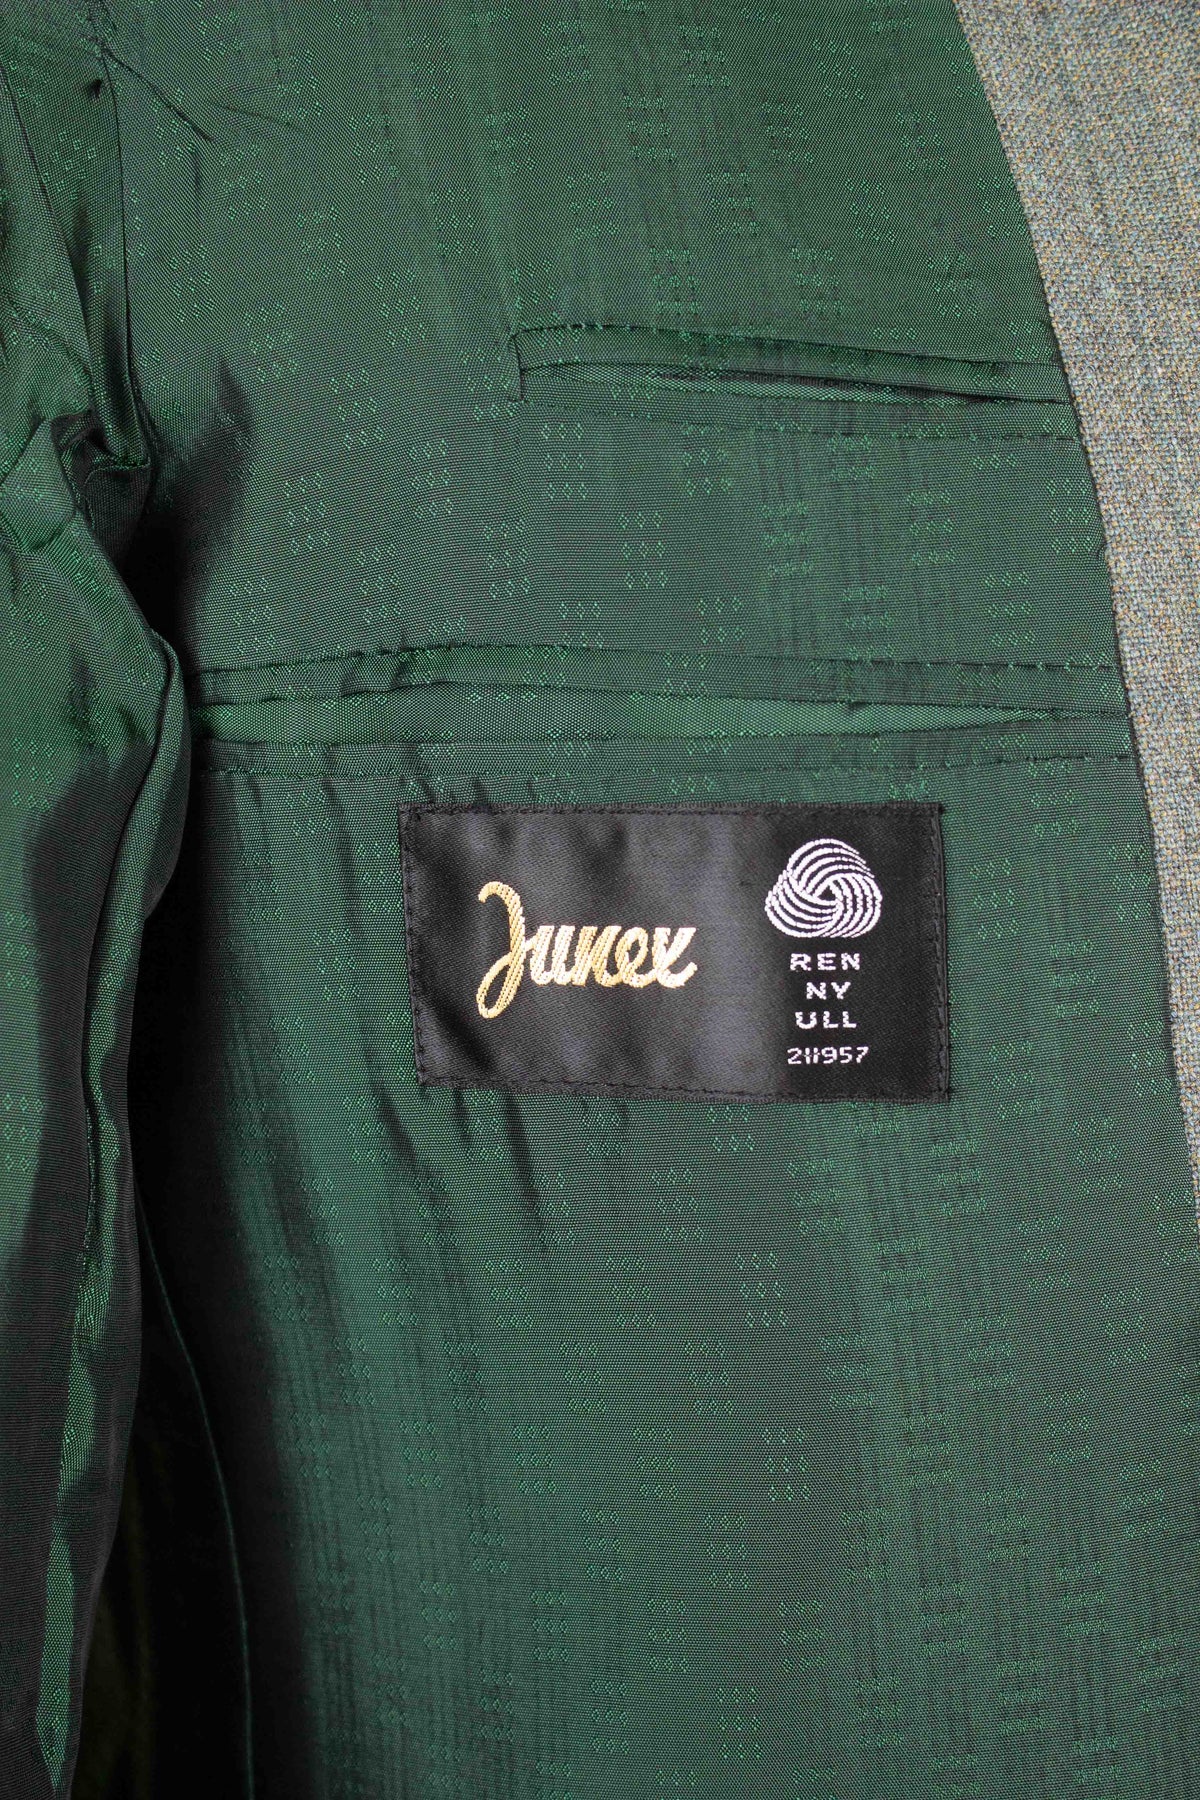 Junex
REN
NY
ULL
211957